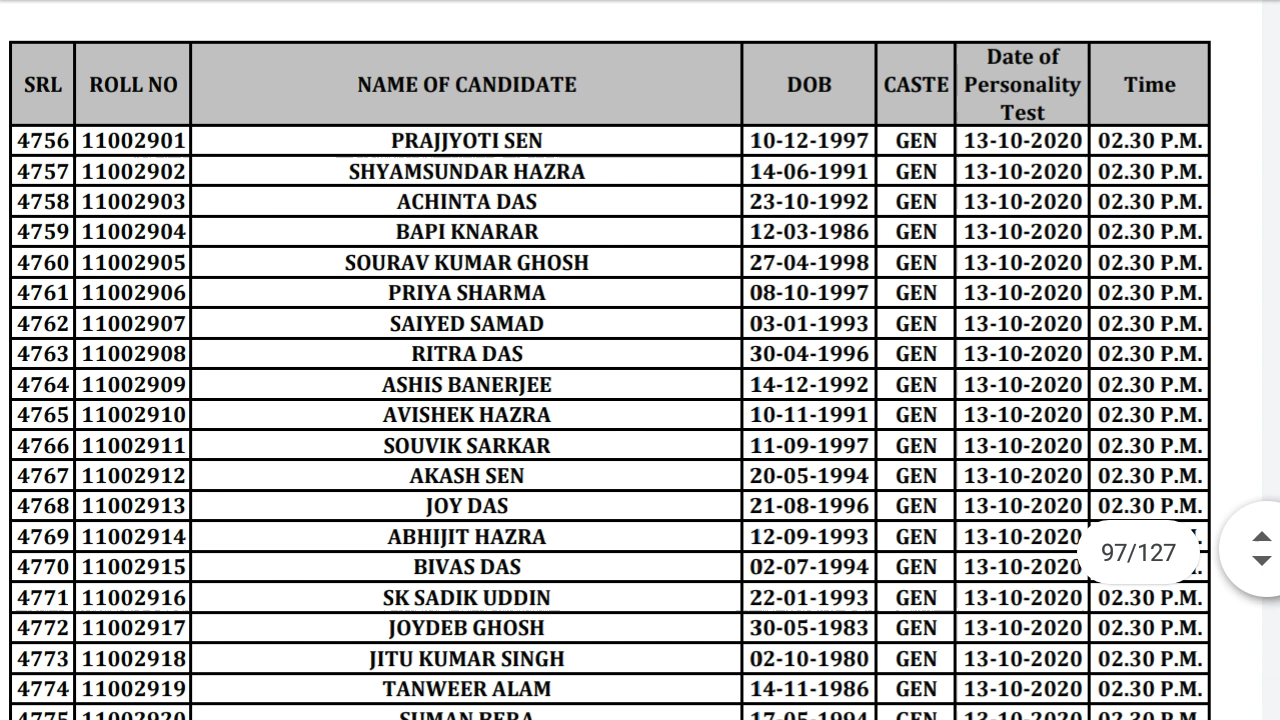 SRL ROLL NO NAME OF CANDIDATE DOB CASTE Date of Personality Test Time
4756 11002901 PRAJJYOTI SEN 10-12-1997 GEN 13-10-2020 02.30 P.M.
4757 11002902 SHYAMSUNDAR HAZRA 14-06-1991 GEN 13-10-2020 02.30 P.M.
4758 11002903 ACHINTA DAS 23-10-1992 GEN 13-10-2020 02.30 P.M.
4759 11002904 BAPI KNARAR 12-03-1986 GEN 13-10-2020 02.30 P.M.
4760 11002905 SOURAV KUMAR GHOSH 27-04-1998 GEN 13-10-2020 02.30 P.M.
4761 11002906 PRIYA SHARMA 08-10-1997 GEN 13-10-2020 02.30 P.M.
4762 11002907 SAIYED SAMAD 03-01-1993 GEN 13-10-2020 02.30 P.M.
4763 11002908 RITRA DAS 30-04-1996 GEN 13-10-2020 02.30 P.M.
4764 11002909 ASHIS BANERJEE 14-12-1992 GEN 13-10-2020 02.30 P.M.
4765 11002910 AVISHEK HAZRA 10-11-1991 GEN 13-10-2020 02.30 P.M.
4766 11002911 SOUVIK SARKAR 11-09-1997 GEN 13-10-2020 02.30 P.M.
4767 11002912 AKASH SEN 20-05-1994 GEN 13-10-2020 02.30 P.M.
4768 11002913 JOY DAS 21-08-1996 GEN 13-10-2020 02.30 P.M.
4769 11002914 ABHIJIT HAZRA 12-09-1993 GEN 13-10-2020
97/127
4770 11002915 BIVAS DAS 02-07-1994 GEN 13-10-2020
4771 11002916 SK SADIK UDDIN 22-01-1993 GEN 13-10-2020 02.30 P.M.
4772 11002917 JOYDEB GHOSH 30-05-1983 GEN 13-10-2020 02.30 P.M.
4773 11002918 JITU KUMAR SINGH 02-10-1980 GEN 13-10-2020 02.30 P.M.
4774 11002919 TANWEER ALAM 14-11-1986 GEN 13-10-2020 02.30 P.M.
4775 11002920 SUMAN BERA 17-05-1994 GEN 13-10-2020 02.30 P.M.